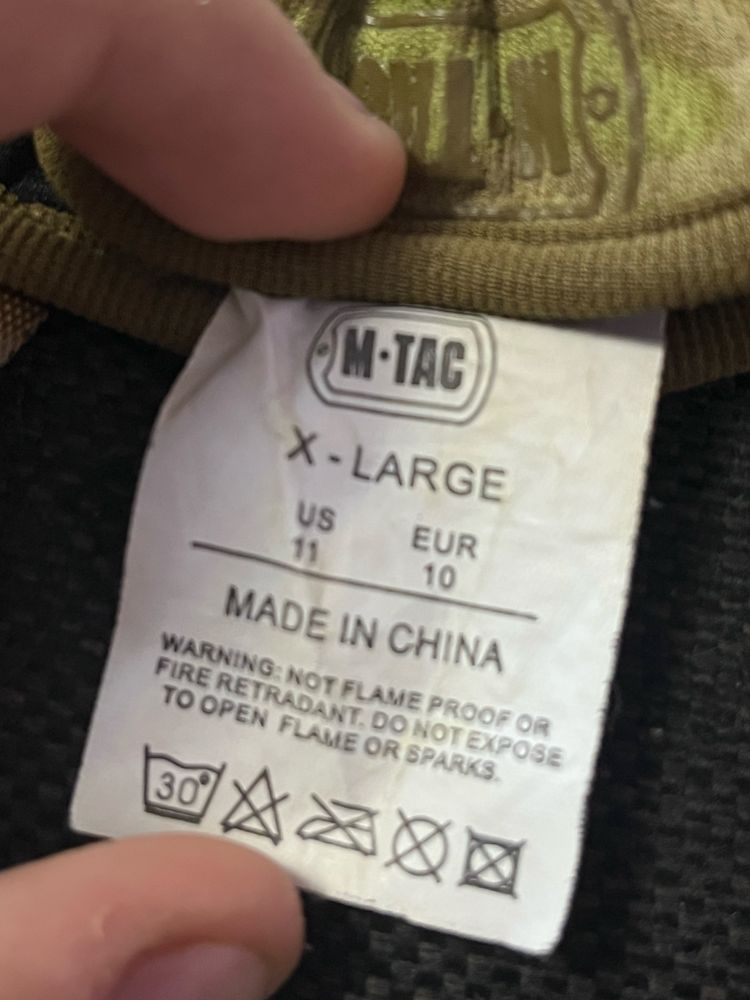 M·TAC
X - LARGE
US EUR
11 10
MADE IN CHINA
WARNING: NOT FLAME PROOF OR
FIRE RETRADANT. DO NOT EXPOSE
TO OPEN FLAME OR SPARKS.
30°